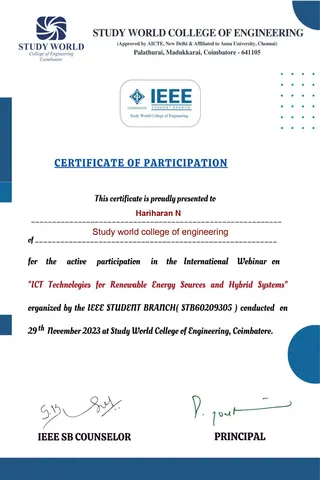 STUDY WORLD COLLEGE OF ENGINEERING
(Approved by AICTE, New Delhi & Affiliated to Anna University, Chennai)
Palathurai, Madukkarai, Coimbatore - 641105
STUDY WORLD
College of Engineering
Coimbatore
IEEE
STUDENT BRANCH
Study World College of Engineering
CERTIFICATE OF PARTICIPATION
This certificate is proudly presented to
Hariharan N
Study world college of engineering
of
for the active participation in the International Webinar on
"ICT Technologies for Renewable Energy Sources and Hybrid Systems"
organized by the IEEE STUDENT BRANCH( STB60209305 ) conducted on
29th November 2023 at Study World College of Engineering, Coimbatore.
IEEE SB COUNSELOR
PRINCIPAL